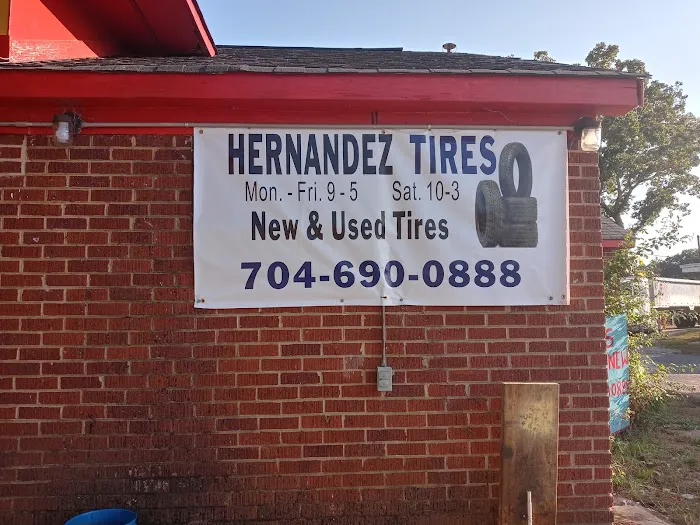 HERNANDEZ TIRES
Mon. - Fri. 9 - 5 Sat. 10-3
New & Used Tires
704-690-0888